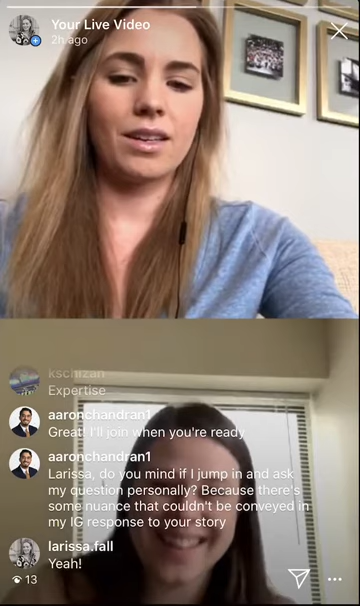 Your Live Video
2h ago
kschizan
Expertise
aaronchandran1
Great! I'll join when you're ready
aaronchandran1
Larissa, do you mind if I jump in and ask
my question personally? Because there's
some nuance that couldn't be conveyed in
my IG response to your story
larissa.fall
Yeah!
13